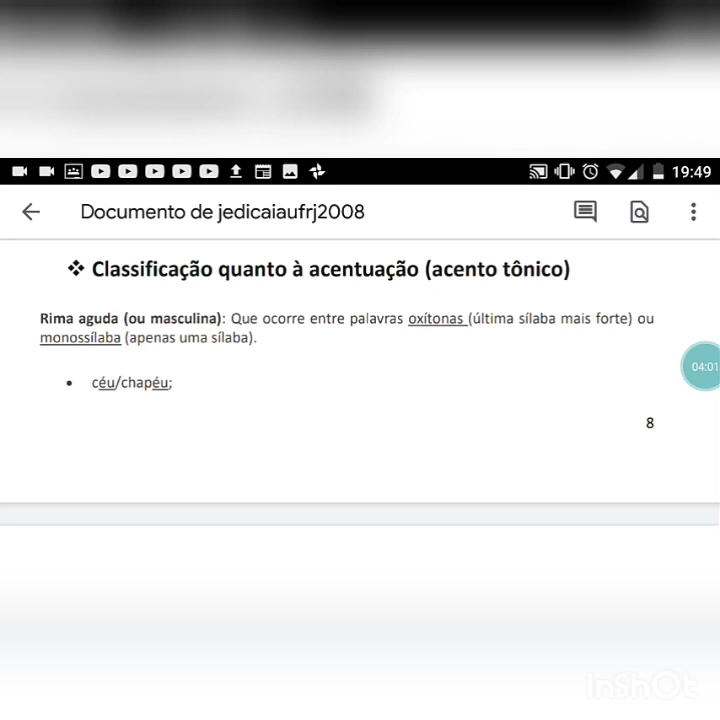 19:49
Documento de jedicaiaufrj2008
❖ Classificação quanto à acentuação (acento tônico)
Rima aguda (ou masculina): Que ocorre entre palavras oxítonas (última sílaba mais forte) ou
monossílaba (apenas uma sílaba).
04:01
• céu/chapéu;
8
InShOt